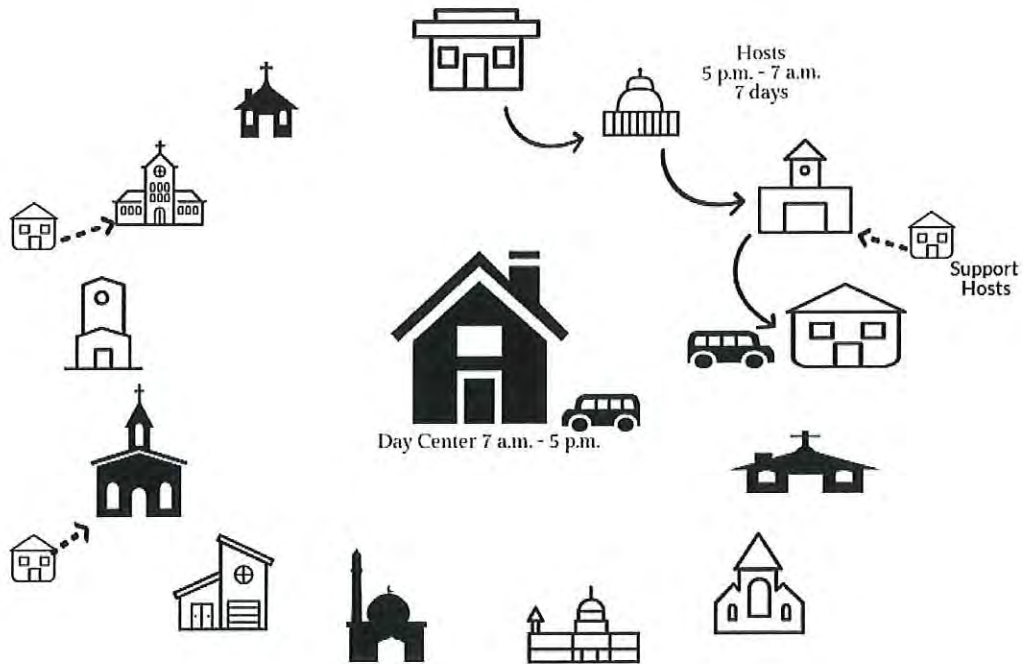 Hosts
5 p.m. - 7 a.m.
7 days
Support
Hosts
Day Center 7 a.m. - 5 p.m.